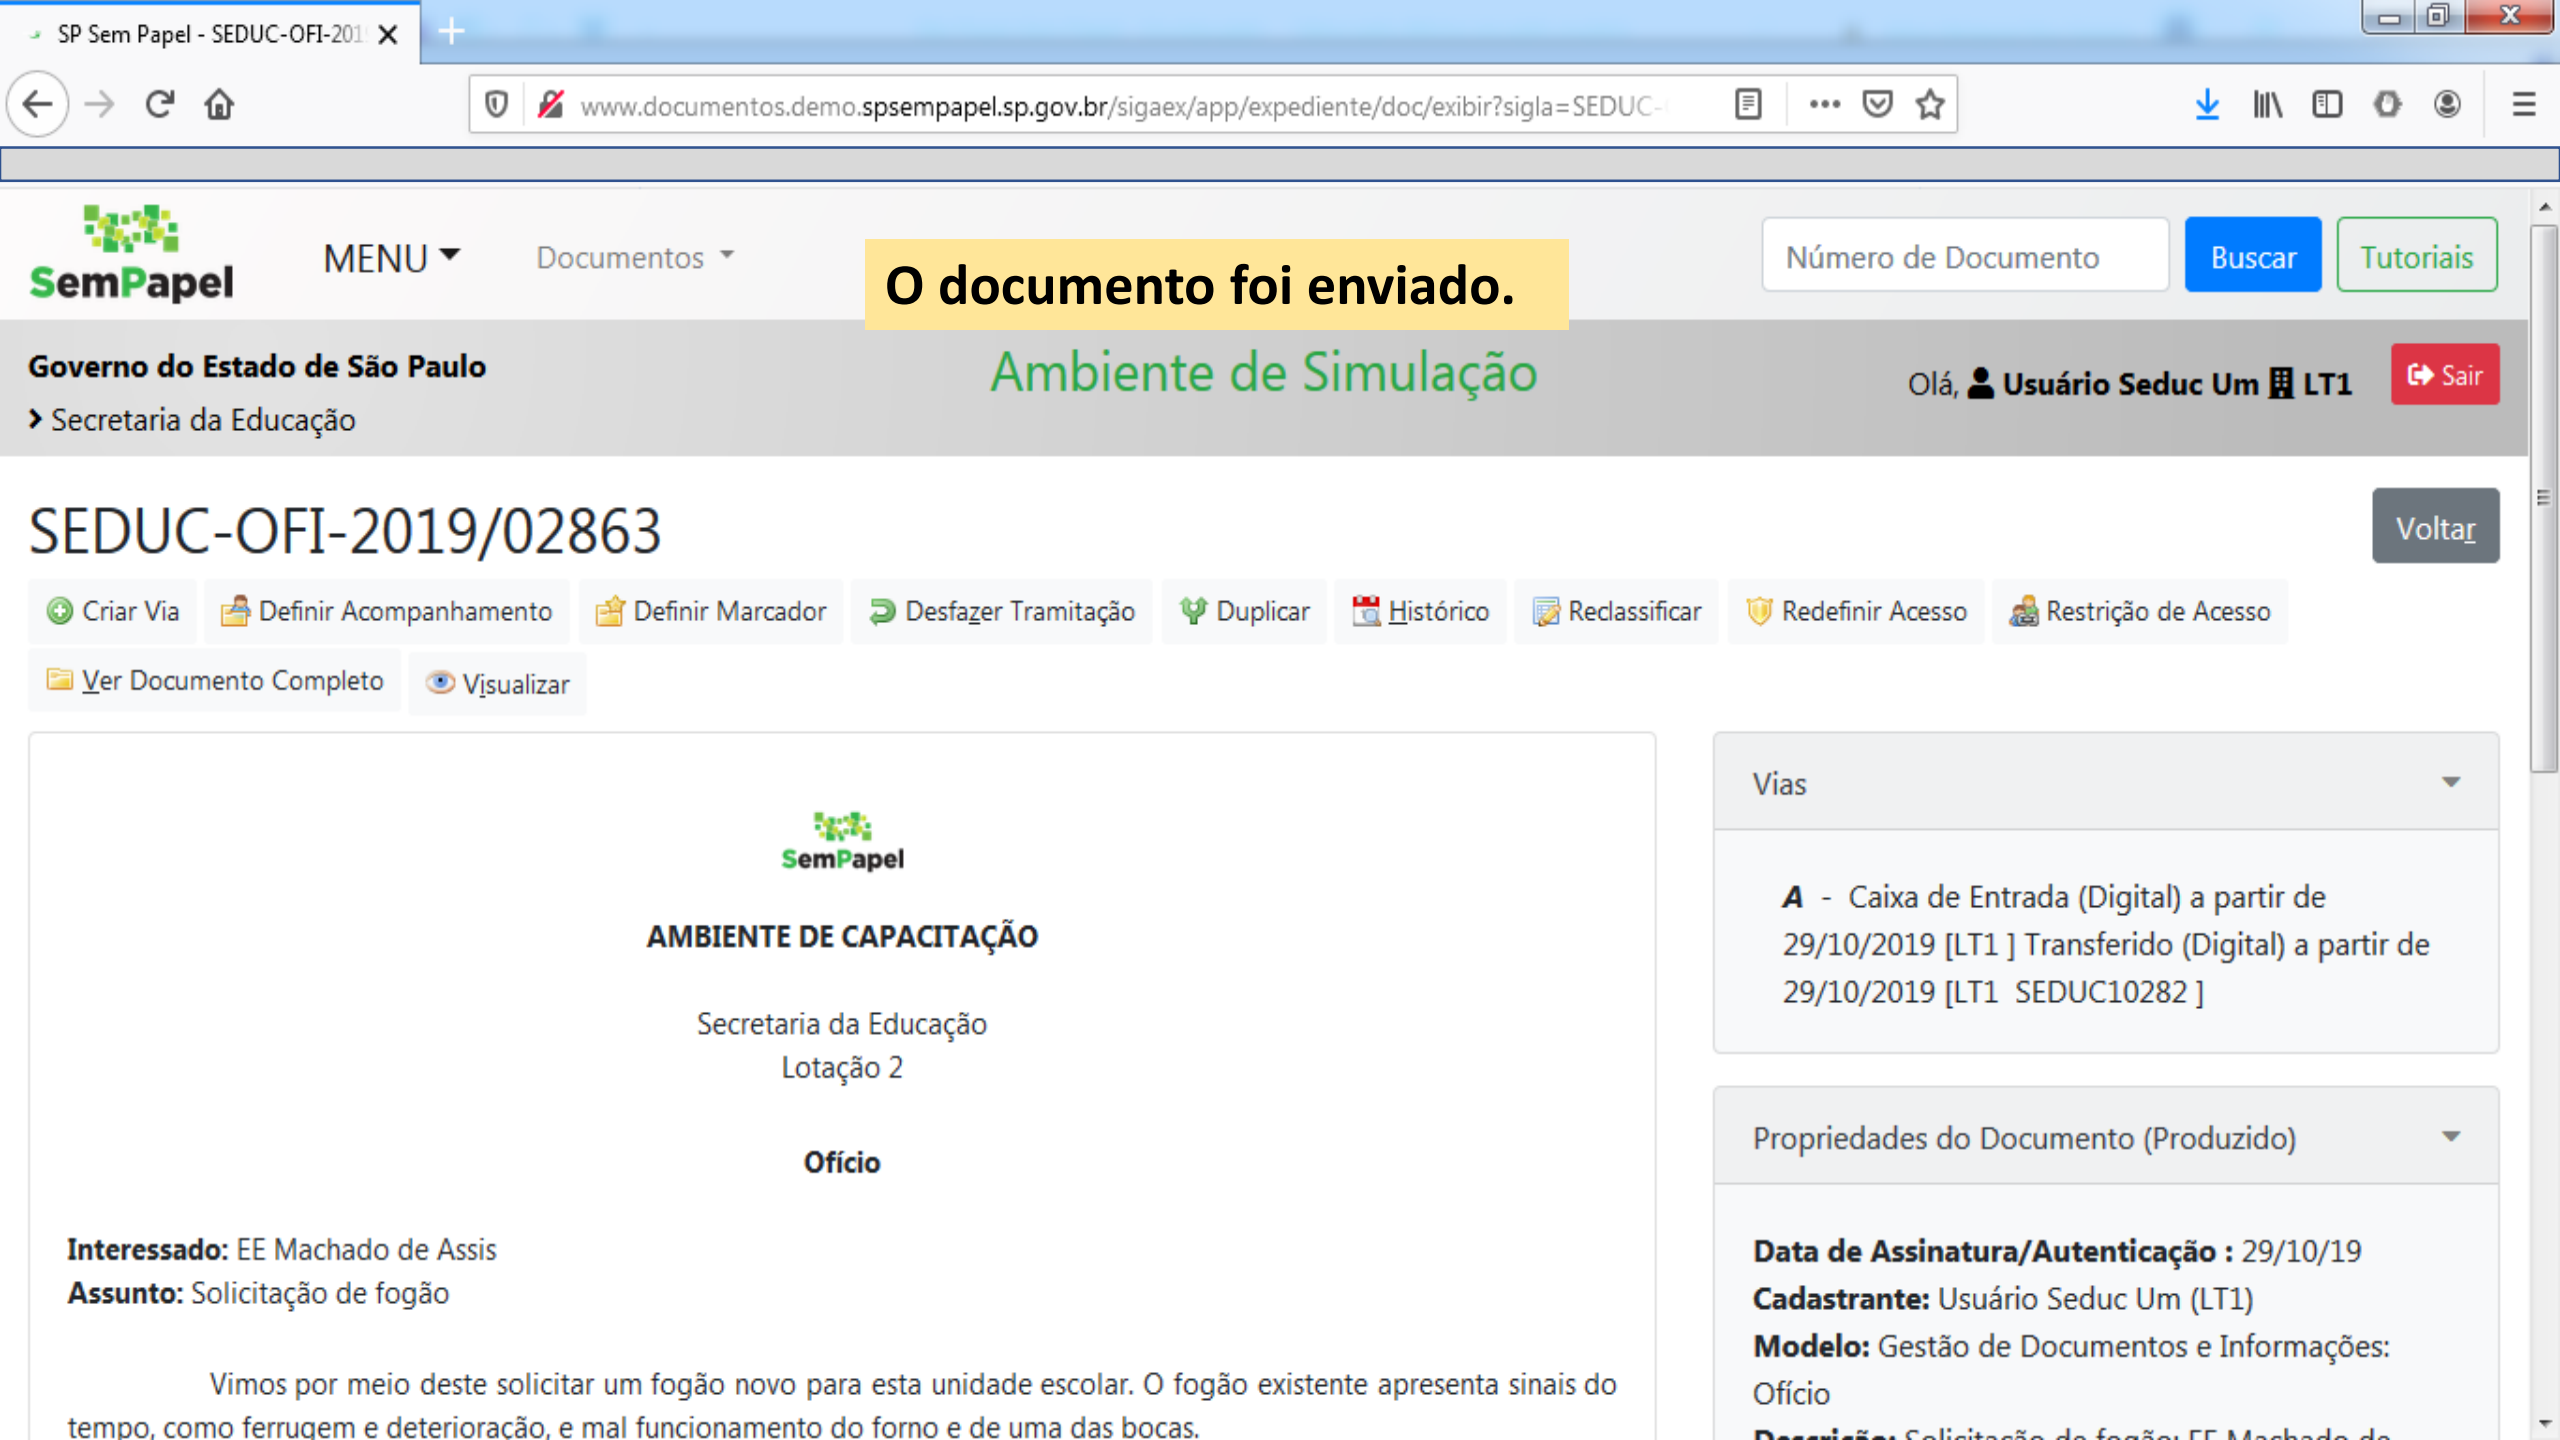 SP Sem Papel - SEDUC-OFI-201
www.documentos.demo.spsempapel.sp.gov.br/sigaex/app/expediente/doc/exibir?sigla=SEDUC-
SemPapel
MENU
Documentos
O documento foi enviado.
Número de Documento
Buscar
Tutoriais
Governo do Estado de São Paulo
Secretaria da Educação
Ambiente de Simulação
Olá, Usuário Seduc Um LT1
Sair
SEDUC-OFI-2019/02863
Voltar
Criar Via Definir Acompanhamento Definir Marcador Desfazer Tramitação Duplicar Histórico Reclassificar Redefinir Acesso Restrição de Acesso
Ver Documento Completo Visualizar
SemPapel
AMBIENTE DE CAPACITAÇÃO
Secretaria da Educação
Lotação 2
Ofício
Interessado: EE Machado de Assis
Assunto: Solicitação de fogão
Vimos por meio deste solicitar um fogão novo para esta unidade escolar. O fogão existente apresenta sinais do
tempo, como ferrugem e deterioração, e mal funcionamento do forno e de uma das bocas.
Vias
A - Caixa de Entrada (Digital) a partir de
29/10/2019 [LT1 ] Transferido (Digital) a partir de
29/10/2019 [LT1 SEDUC10282 ]
Propriedades do Documento (Produzido)
Data de Assinatura/Autenticação : 29/10/19
Cadastrante: Usuário Seduc Um (LT1)
Modelo: Gestão de Documentos e Informações:
Ofício
Descrição: Solicitação de fogão; EE Machado de